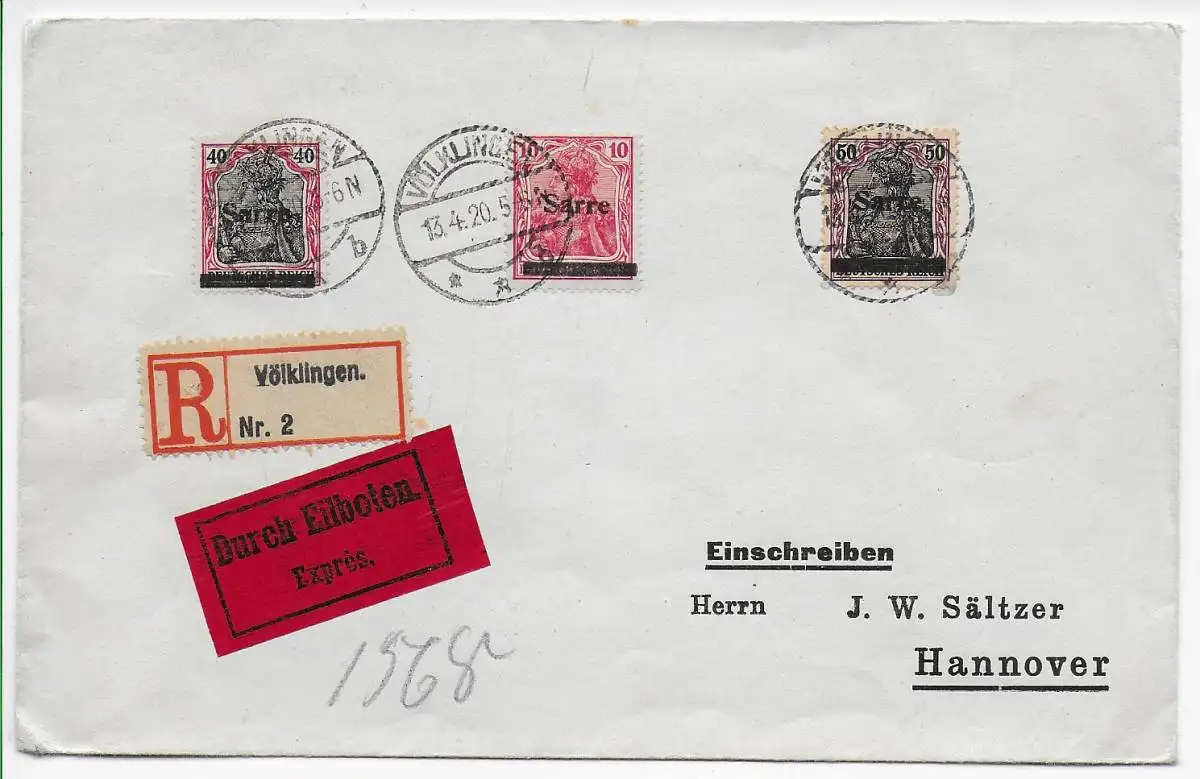 40 40
Sarre
VÖLKLINGEN
13.4.20. 5-6N
* *
b
10
Sarre
50 50
Sarre
DEUTSCHES REICH
R
Völklingen.
Nr. 2
Durch Eilboten.
Exprès.
1568
Einschreiben
Herrn J. W. Sältzer
Hannover